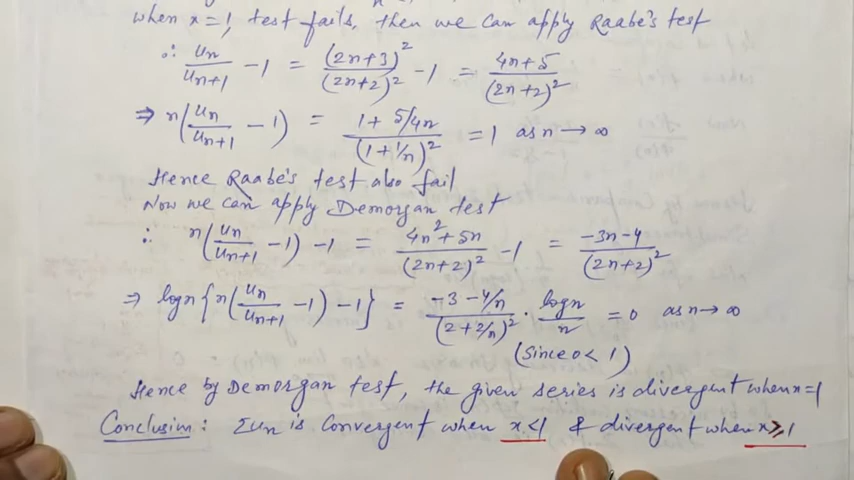 when x=1, test fails, then we can apply Raabe's test
∴ uₙ/uₙ₊₁ - 1 = (2n+3)²/(2n+2)² - 1 = 4n+5/(2n+2)²
⇒ n(uₙ/uₙ₊₁ - 1) = 1+5/4n/(1+1/n)² = 1 as n→∞
Hence Raabe's test also fail
Now we can apply Demorgan test
∴ n(uₙ/uₙ₊₁ - 1) - 1 = 4n²+5n/(2n+2)² - 1 = -3n-4/(2n+2)²
⇒ logn{n(uₙ/uₙ₊₁ - 1) - 1} = -3-4/n/(2+2/n)² · logn/n = 0 as n→∞
(Since 0<1)
Hence by Demorgan test, the given series is divergent when x=1
Conclusim: Σuₙ is Convergent when x<1 & divergent when x≥1